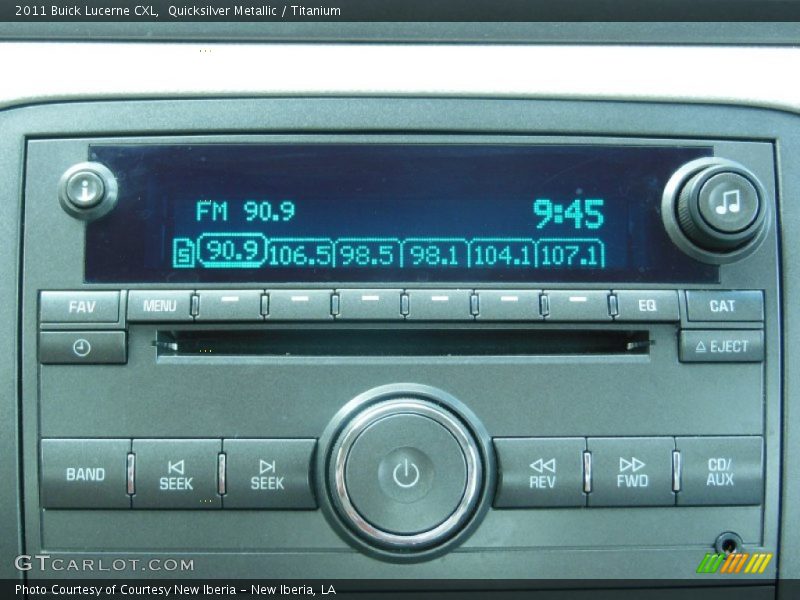 2011 Buick Lucerne CXL,  Quicksilver Metallic / Titanium
FM 90.9 9:45
90.9 106.5 98.5 98.1 104.1 107.1
FAV MENU EQ CAT
EJECT
BAND SEEK SEEK REV FWD CD/AUX
GTCARLOT.COM
Photo Courtesy of Courtesy New Iberia – New Iberia, LA